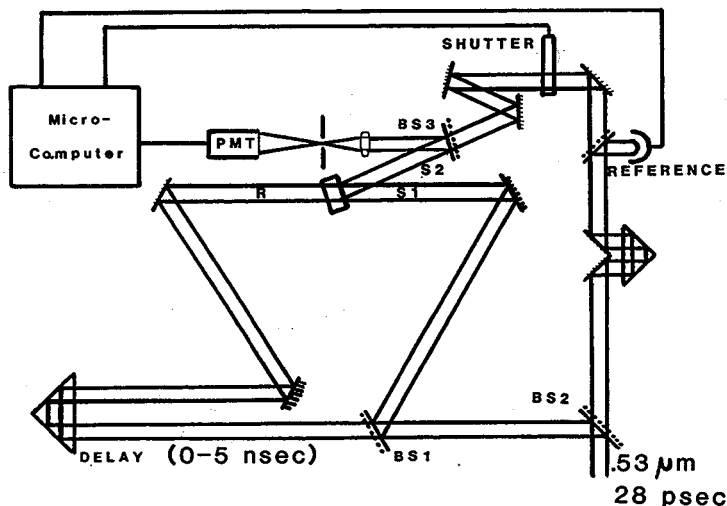 SHUTTER
Micro-
Computer
PMT
BS3
S2
REFERENCE
R
S1
BS2
DELAY (0-5 nsec)
BS1
.53 μm
28 psec